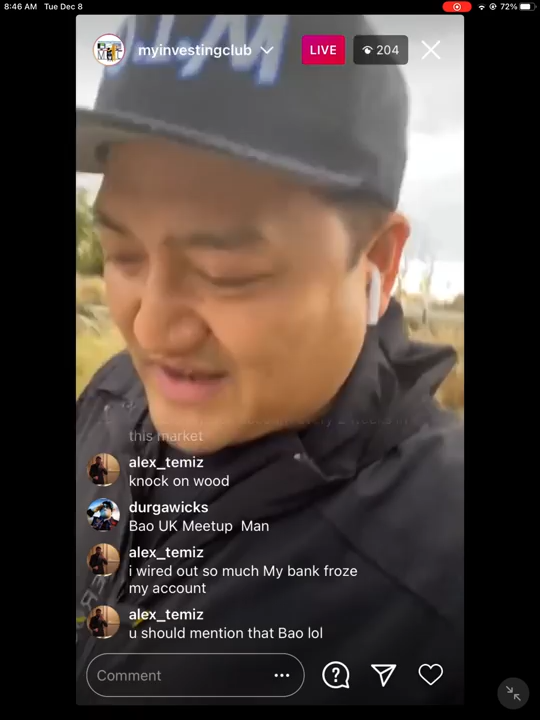 8:46 AM Tue Dec 8
72%
myinvestingclub
LIVE
204
this market
alex_temiz
knock on wood
durgawicks
Bao UK Meetup Man
alex_temiz
i wired out so much My bank froze
my account
alex_temiz
u should mention that Bao lol
Comment